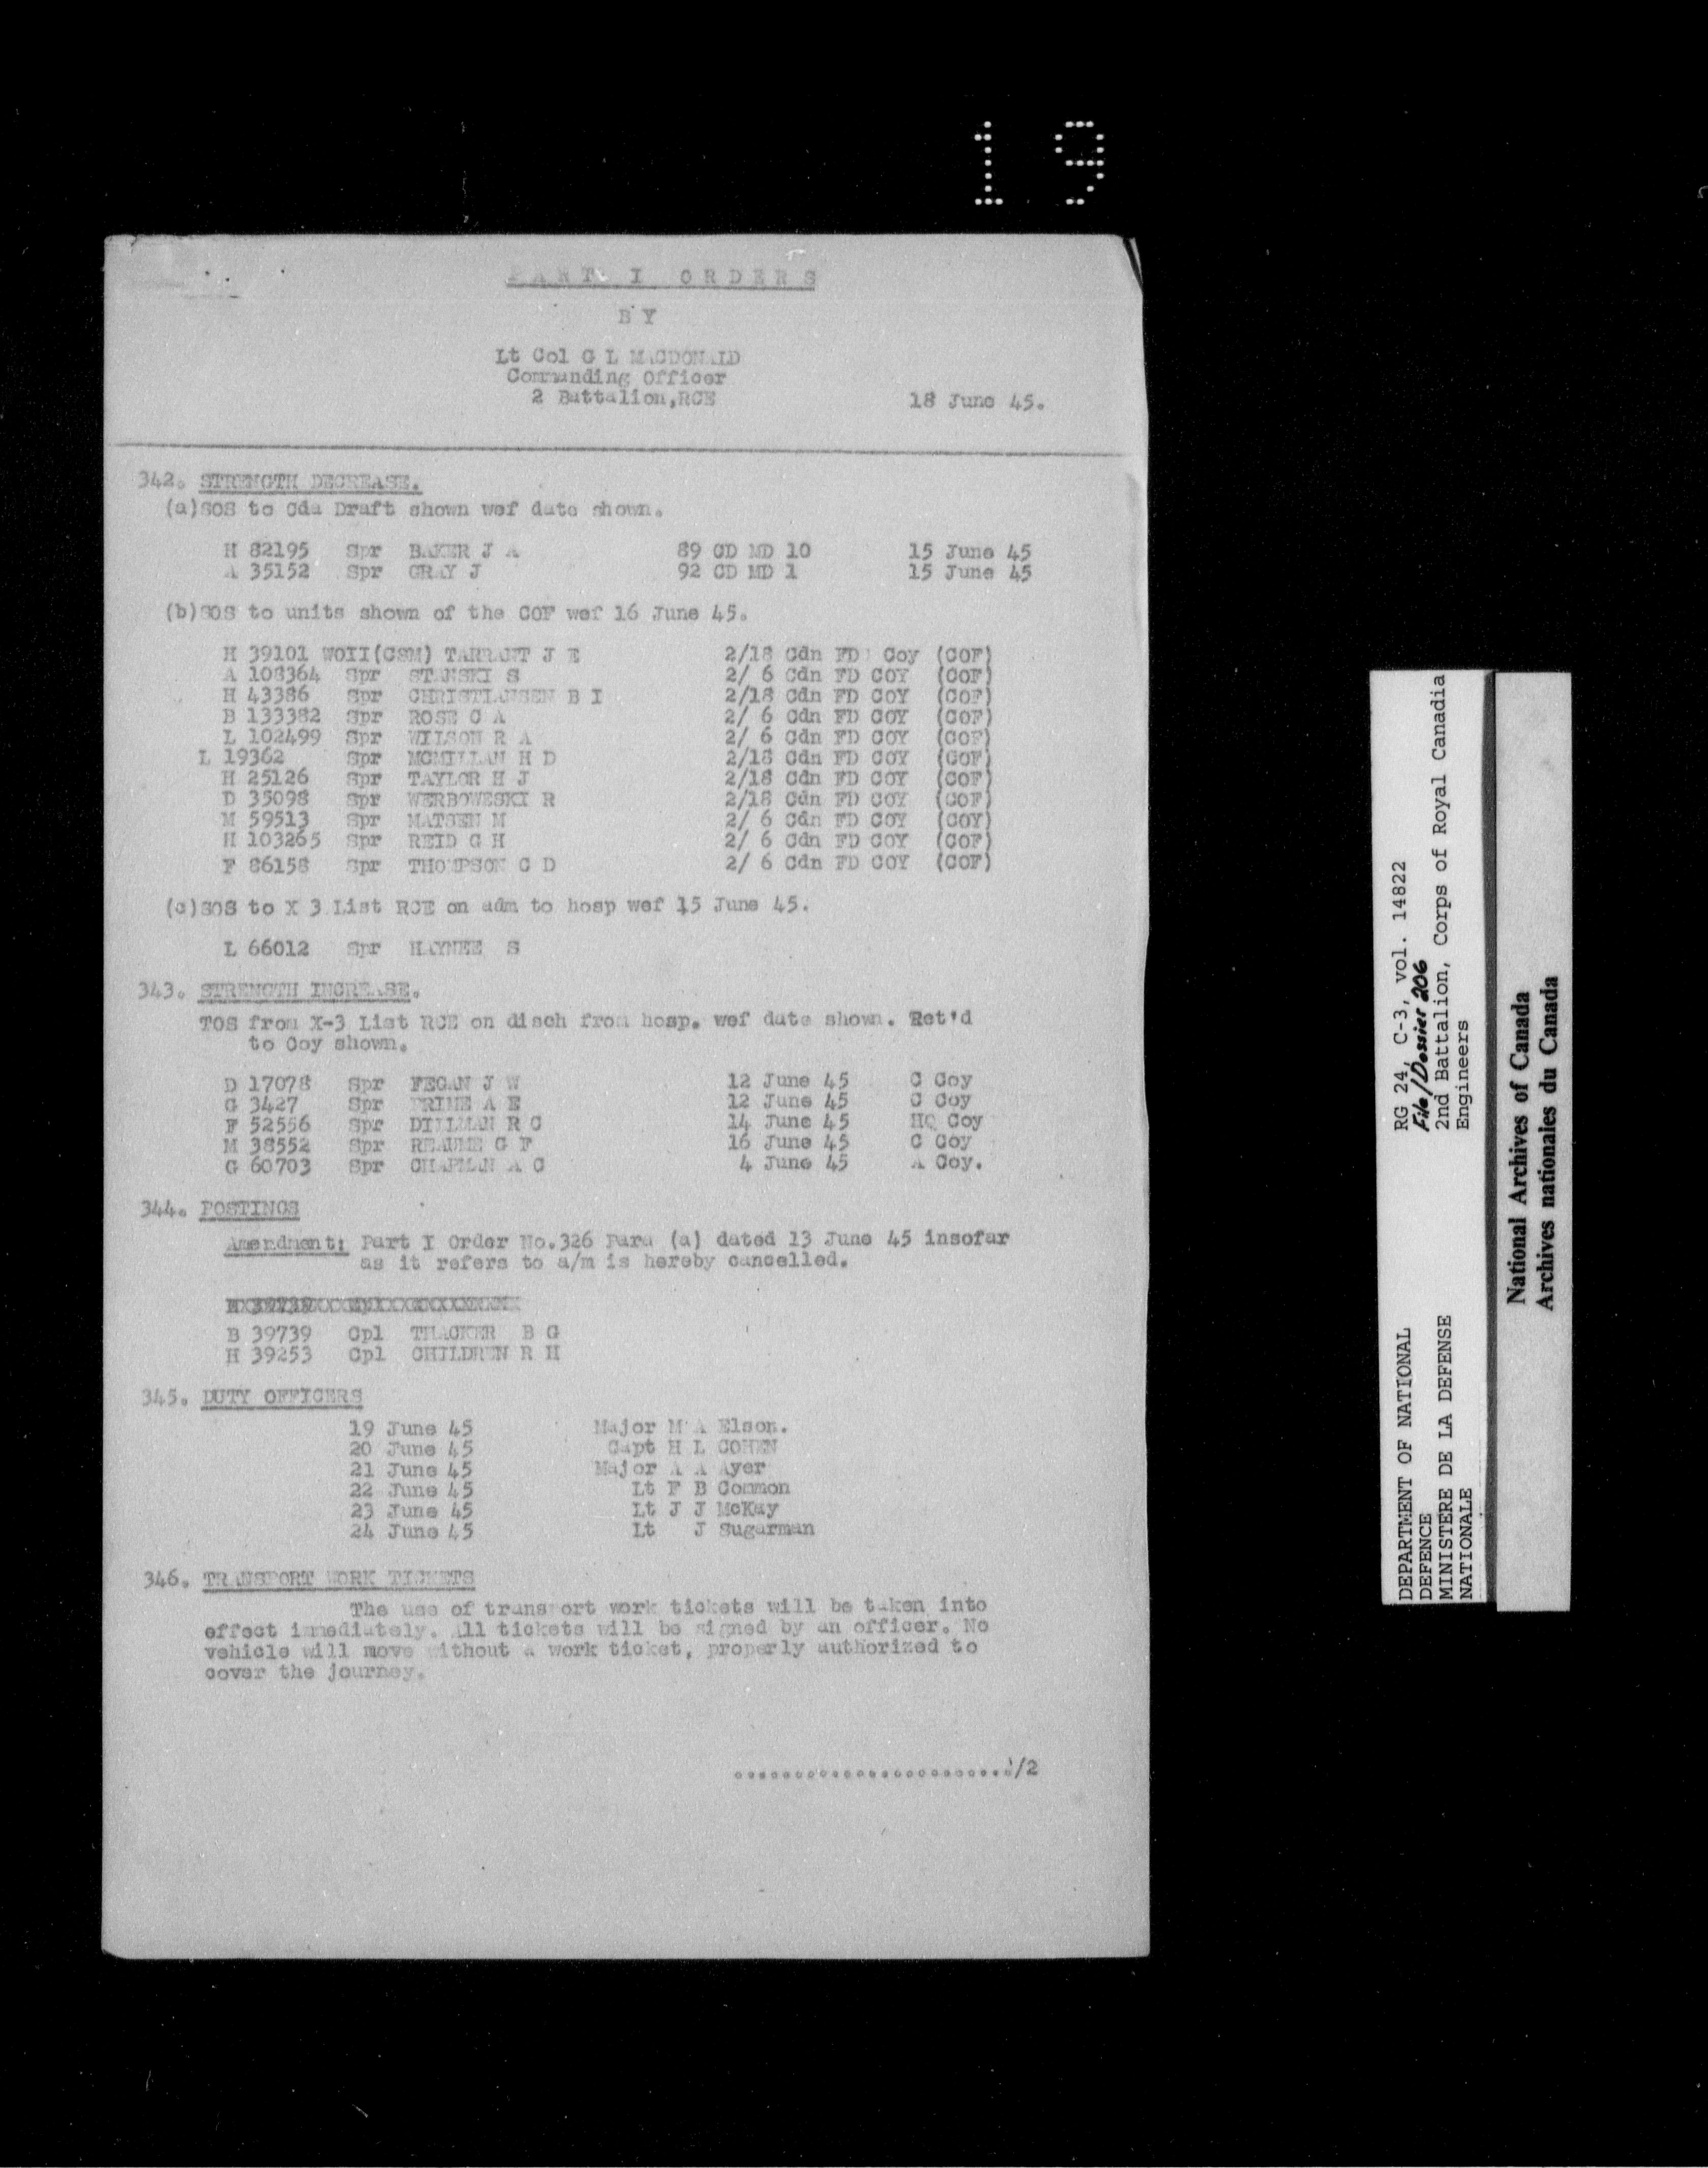 19
PART I ORDERS
BY
Lt Col G L MACDONALD
Commanding Officer
2 Battalion,RCE 18 June 45.
342. STRENGTH DECREASE.
(a)SOS to Cda Draft shown wef date shown.
H 82195 Spr BAKER J A 89 CD MD 10 15 June 45
A 35152 Spr GRAY J 92 CD MD 1 15 June 45
(b)SOS to units shown of the COF wef 16 June 45.
H 39101 WOII(CSM) TARRANT J E 2/18 Cdn FD Coy (COF)
A 108364 Spr STANSKI S 2/ 6 Cdn FD COY (COF)
H 43386 Spr CHRISTIANSEN B I 2/18 Cdn FD COY (COF)
B 133382 Spr ROSE C A 2/ 6 Cdn FD COY (COF)
L 102499 Spr WILSON R A 2/ 6 Cdn FD COY (COF)
L 19362 Spr MCMILLAN H D 2/18 Cdn FD COY (COF)
H 25126 Spr TAYLOR H J 2/18 Cdn FD COY (COF)
D 35098 Spr WERBOWESKI R 2/18 Cdn FD COY (COF)
M 59513 Spr MATSEN M 2/ 6 Cdn FD COY (COY)
H 103265 Spr REID G H 2/ 6 Cdn FD COY (COF)
F 86158 Spr THOMPSON C D 2/ 6 Cdn FD COY (COF)
(c)SOS to X 3 List RCE on adm to hosp wef 15 June 45.
L 66012 Spr HAYNEE S
343. STRENGTH INCREASE.
TOS from X-3 List RCE on disch from hosp. wef date shown. Ret'd
to Coy shown.
D 17078 Spr FEGAN J W 12 June 45 C Coy
G 3427 Spr PRIME A E 12 June 45 C Coy
F 52556 Spr DILLMAN R C 14 June 45 HQ Coy
M 38552 Spr REAUME G F 16 June 45 C Coy
G 60703 Spr CHAPMAN A C 4 June 45 A Coy.
344. POSTINGS
Amendment: Part I Order No.326 Para (a) dated 13 June 45 insofar
as it refers to a/m is hereby cancelled.
B 39739 Cpl THACKER B G
H 39253 Cpl CHILDREN R H
345. DUTY OFFICERS
19 June 45 Major M A Elson.
20 June 45 Capt H L COHEN
21 June 45 Major A A Ayer
22 June 45 Lt F B Common
23 June 45 Lt J J McKay
24 June 45 Lt J Sugarman
346. TRANSPORT WORK TICKETS
The use of transport work tickets will be taken into
effect immediately. All tickets will be signed by an officer. No
vehicle will move without a work ticket, properly authorized to
cover the journey.
......................../2
DEPARTMENT OF NATIONAL
DEFENCE
MINISTERE DE LA DEFENSE
NATIONALE
RG 24, C-3, vol. 14822
File/Dossier 206
2nd Battalion, Corps of Royal Canadia
Engineers
National Archives of Canada
Archives nationales du Canada